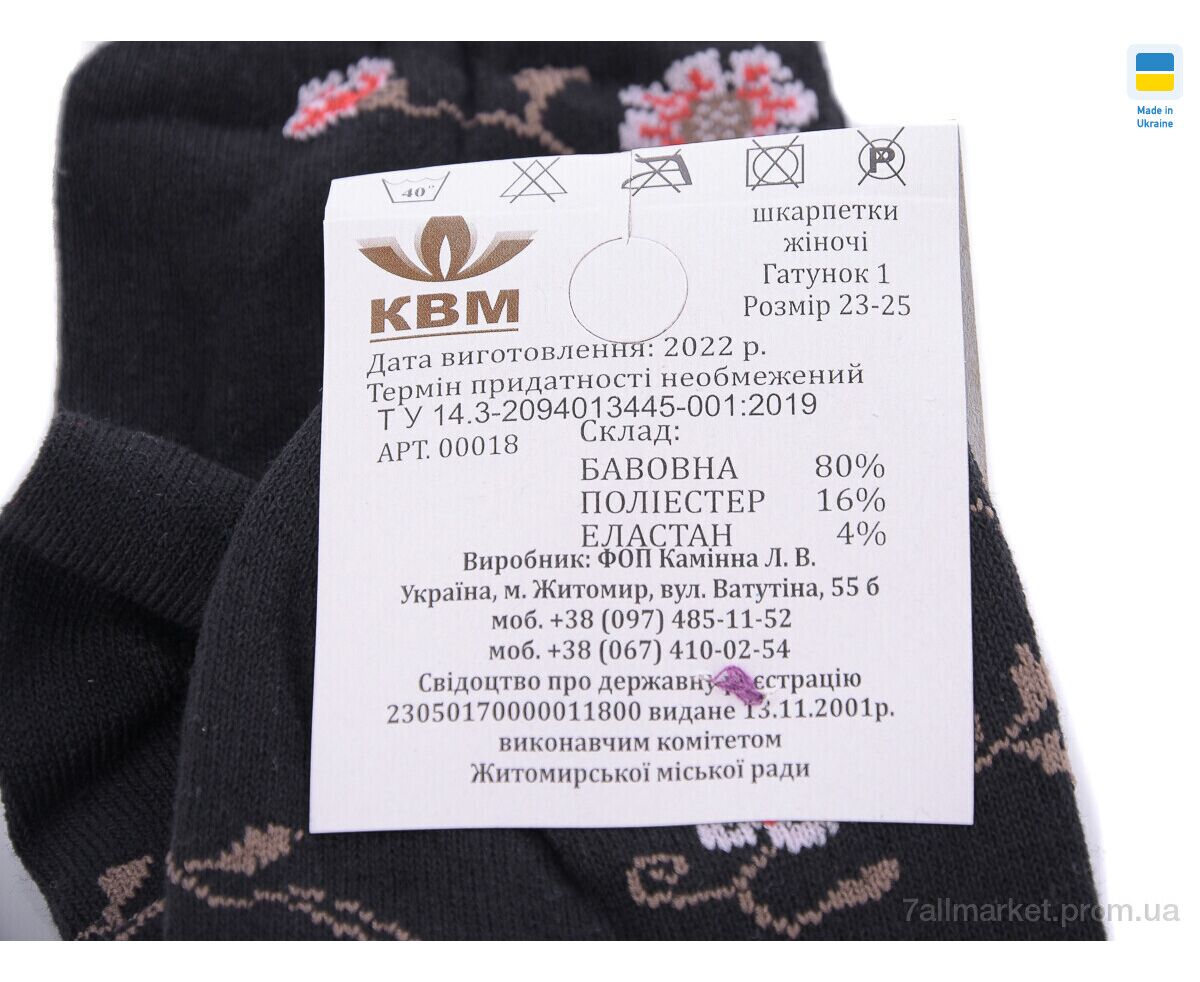 Made in
Ukraine
40°
P
КВМ
шкарпетки
жіночі
Гатунок 1
Розмір 23-25
Дата виготовлення: 2022 р.
Термін придатності необмежений
Т У 14.3-2094013445-001:2019
АРТ. 00018
Склад:
БАВОВНА 80%
ПОЛІЕСТЕР 16%
ЕЛАСТАН 4%
Виробник: ФОП Камінна Л. В.
Україна, м. Житомир, вул. Ватутіна, 55 б
моб. +38 (097) 485-11-52
моб. +38 (067) 410-02-54
Свідоцтво про державну реєстрацію
23050170000011800 видане 13.11.2001р.
виконавчим комітетом
Житомирської міської ради
7allmarket.prom.ua